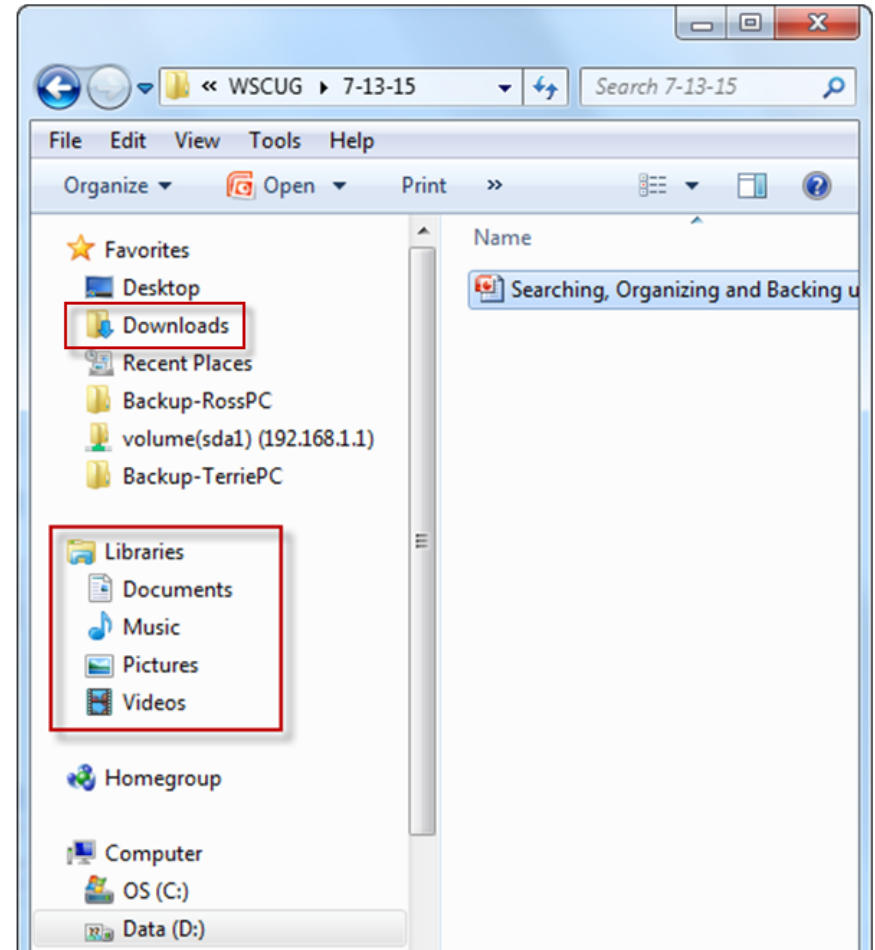 « WSCUG ▸ 7-13-15
Search 7-13-15
File Edit View Tools Help
Organize Open Print »
Favorites
Desktop
Downloads
Recent Places
Backup-RossPC
volume(sda1) (192.168.1.1)
Backup-TerriePC
Libraries
Documents
Music
Pictures
Videos
Homegroup
Computer
OS (C:)
Data (D:)
Name
Searching, Organizing and Backing u